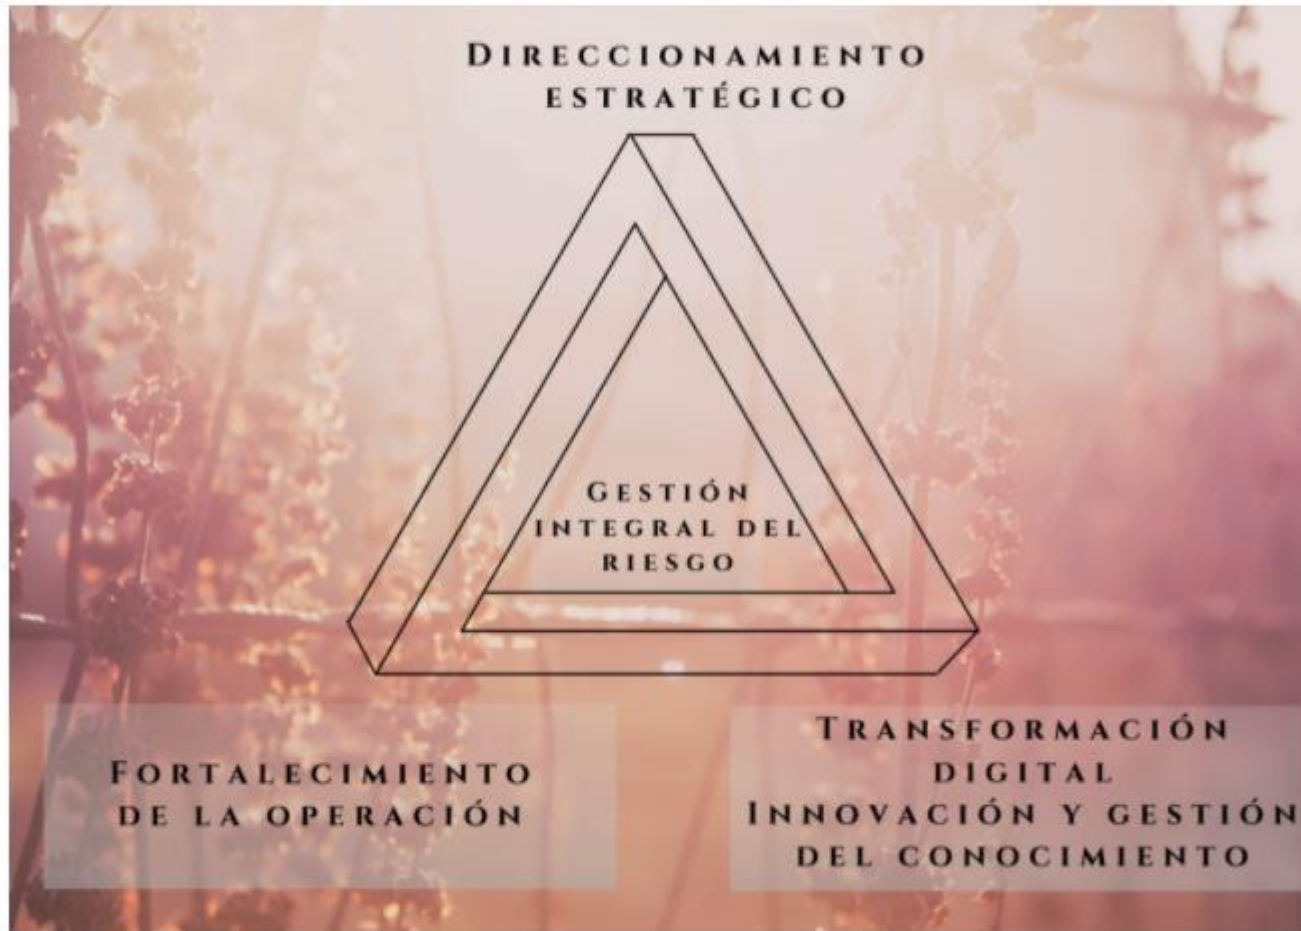 Direccionamiento
estratégico
Gestión
integral del
riesgo
Fortalecimiento
de la operación
Transformación
digital
Innovación y gestión
del conocimiento